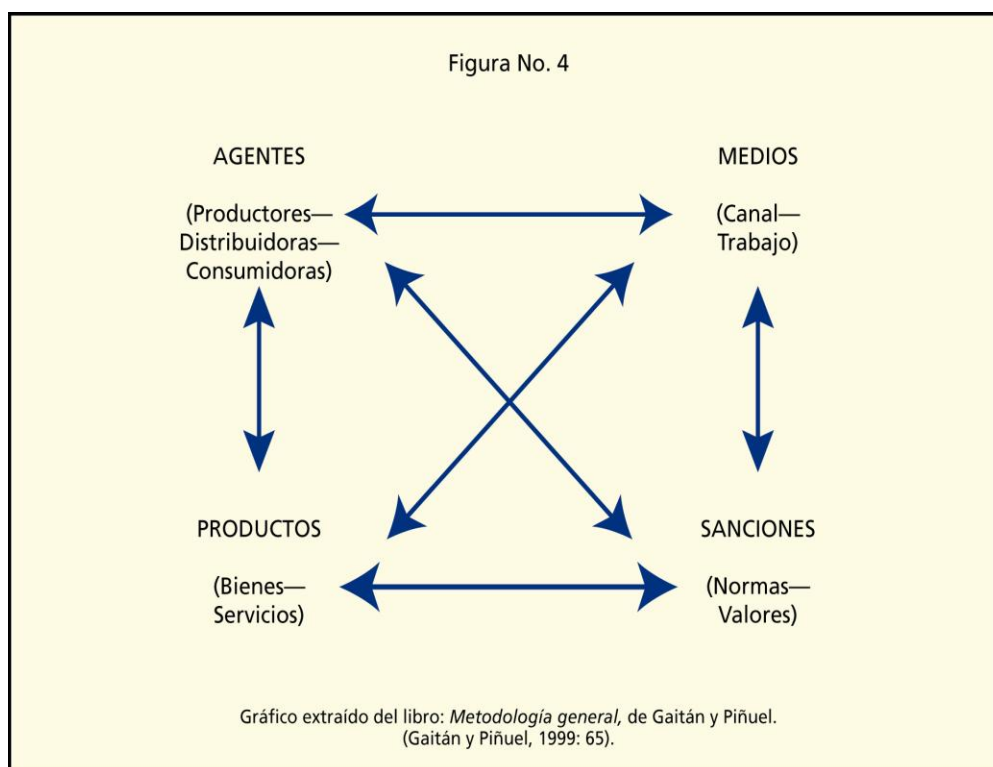 Figura No. 4
AGENTES
(Productores—
Distribuidoras—
Consumidoras)
MEDIOS
(Canal—
Trabajo)
PRODUCTOS
(Bienes—
Servicios)
SANCIONES
(Normas—
Valores)
Gráfico extraído del libro: Metodología general, de Gaitán y Piñuel.
(Gaitán y Piñuel, 1999: 65).